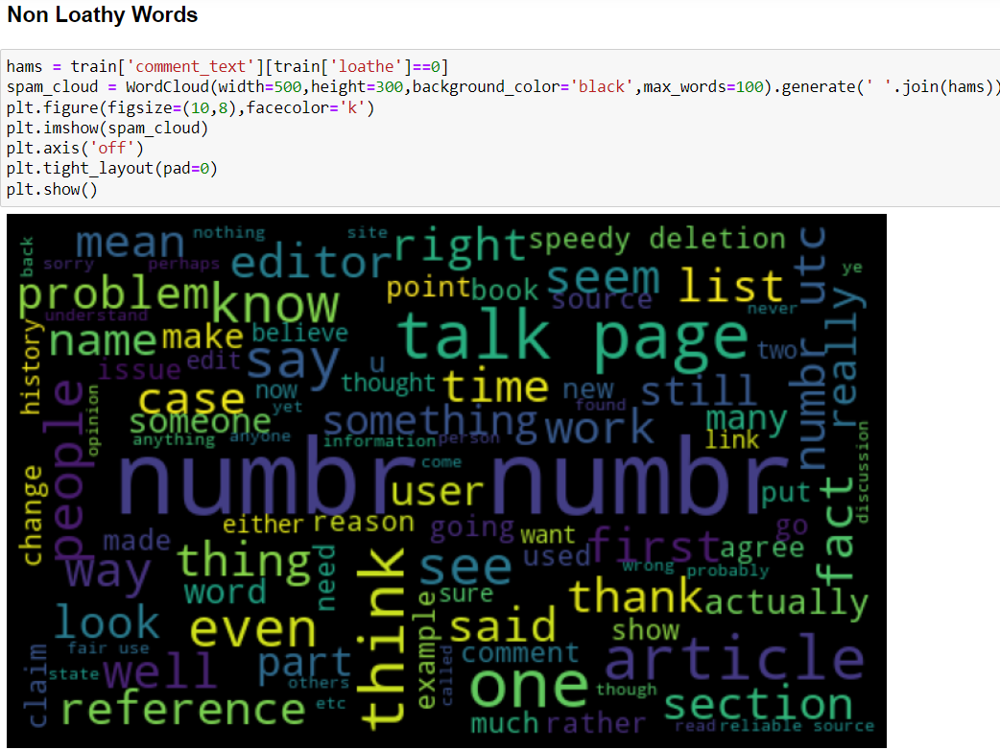 Non Loathy Words
hams = train['comment_text'][train['loathe']==0]
spam_cloud = WordCloud(width=500,height=300,background_color='black',max_words=100).generate(' '.join(hams))
plt.figure(figsize=(10,8),facecolor='k')
plt.imshow(spam_cloud)
plt.axis('off')
plt.tight_layout(pad=0)
plt.show()
back
mean
nothing
site
right
speedy deletion
utc
sorry
perhaps
editor
point
book
seem
source
list
ye
problem
know
understand
never
name
make
believe
talk page
two
really
history
issue
edit
say
u
thought
time
new
found
still
numbr
people
opinion
case
now
yet
someone
something
work
many
anything
anyone
information
person
link
numbr numbr
come
discussion
change
user
put
fact
either
reason
going
want
go
made
way
thing
see
used
first
agree
wrong
probably
word
need
think
sure
thank
actually
look
even
example
said
show
claim
fair use
state
well
part
others
called
comment
article
one
though
reference
etc
much
rather
section
read
reliable source